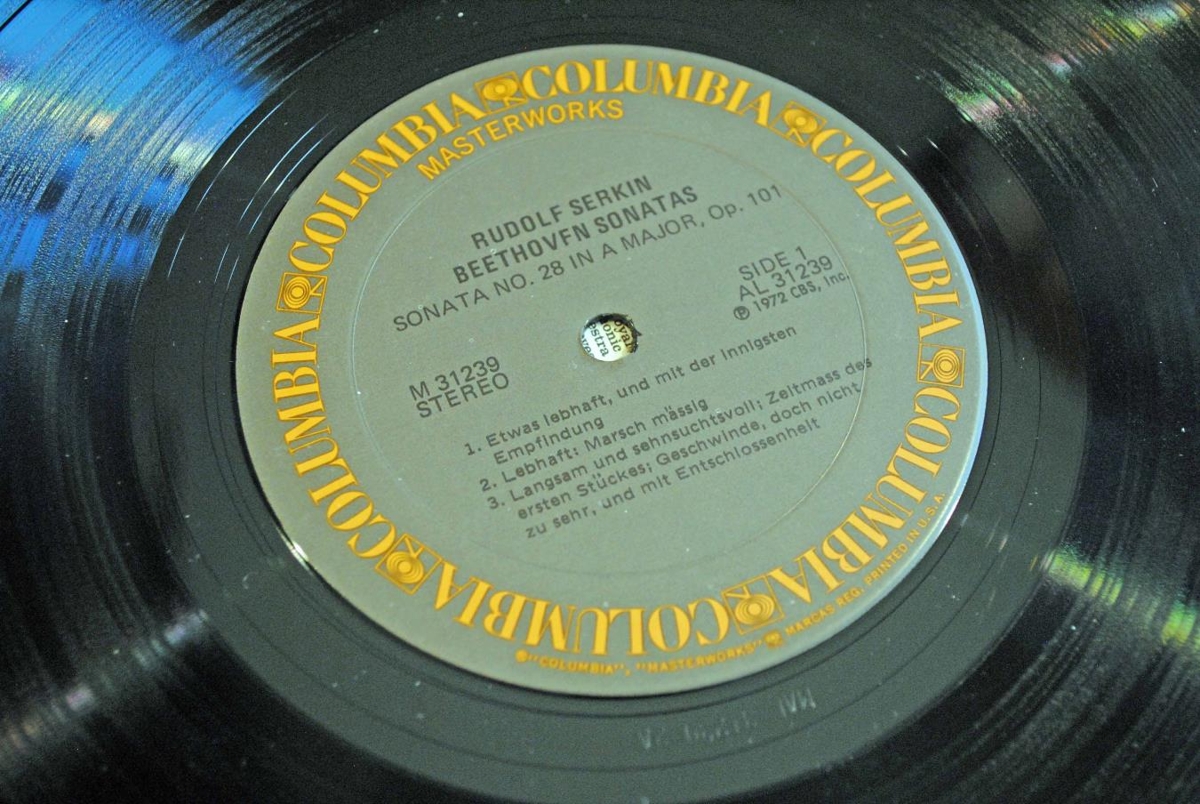 COLUMBIA COLUMBIA COLUMBIA COLUMBIA COLUMBIA COLUMBIA COLUMBIA
MASTERWORKS
RUDOLF SERKIN
BEETHOVEN SONATAS
SONATA NO. 28 IN A MAJOR, Op. 101
SIDE 1
AL 31239
℗ 1972 CBS, Inc.
M 31239
STEREO
1. Etwas lebhaft, und mit der innigsten
Empfindung
2. Lebhaft; Marsch mässig
3. Langsam und sehnsuchtsvoll; Zeitmass des
ersten Stückes; Geschwinde, doch nicht
zu sehr, und mit Entschlossenheit
®"COLUMBIA", "MASTERWORKS" MARCAS REG. PRINTED IN U.S.A.